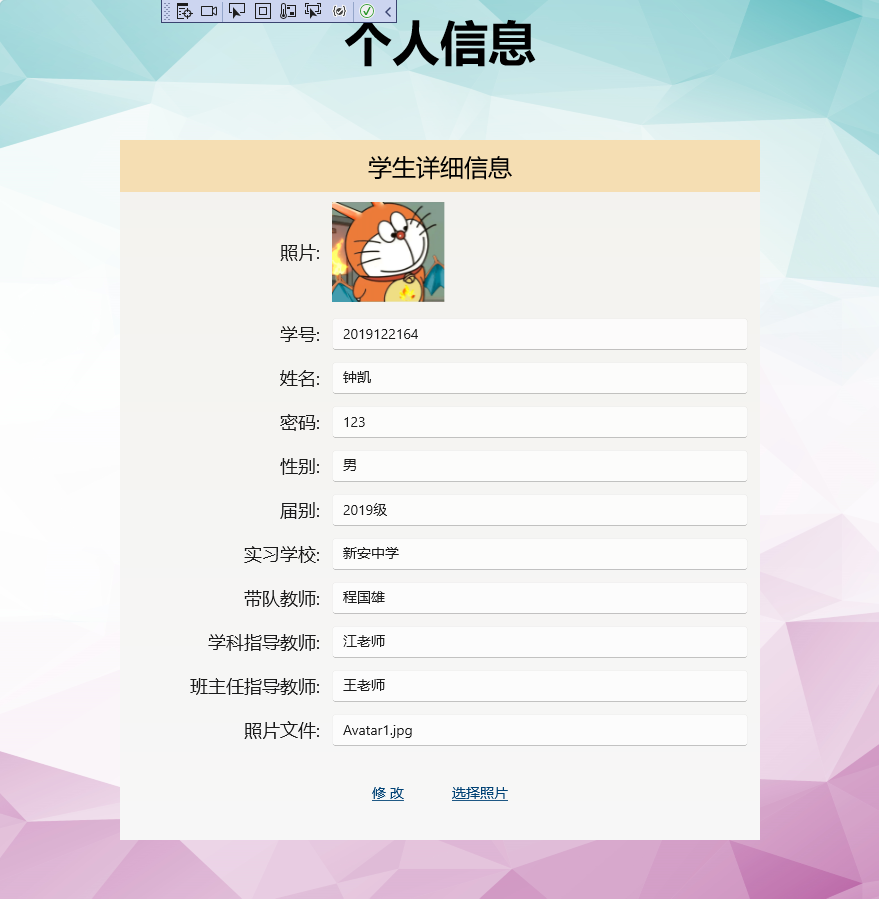 个人信息
学生详细信息
照片:
学号: 2019122164
姓名: 钟凯
密码: 123
性别: 男
届别: 2019级
实习学校: 新安中学
带队教师: 程国雄
学科指导教师: 江老师
班主任指导教师: 王老师
照片文件: Avatar1.jpg
修 改 选择照片